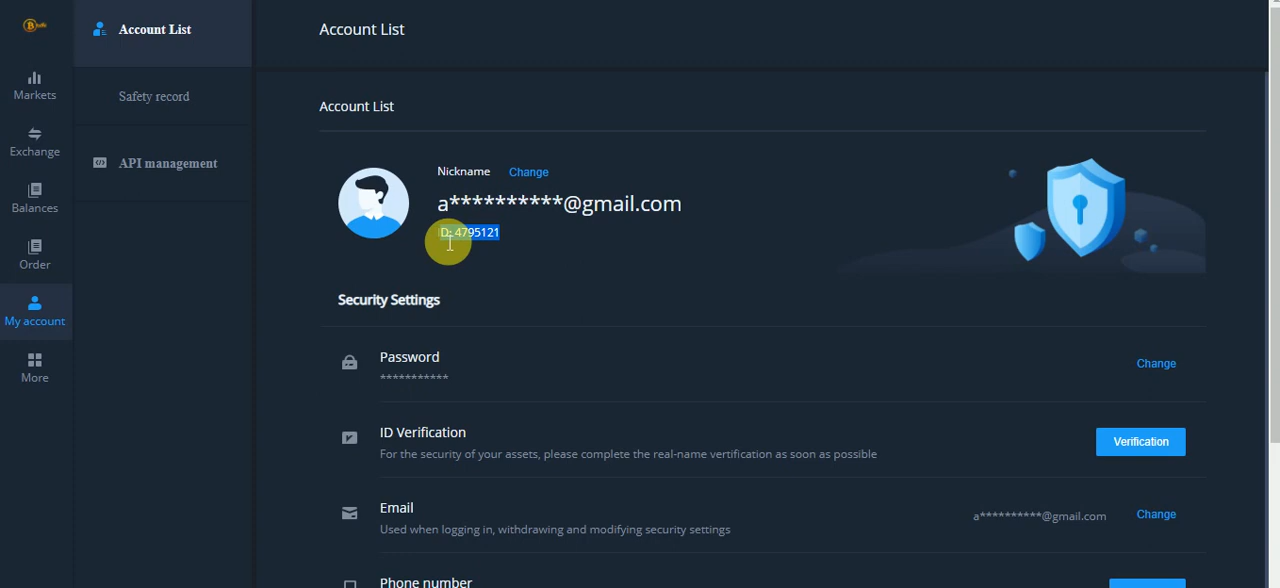 Account List
Account List
Safety record
API management
Markets
Exchange
Balances
Order
My account
More
Account List
Nickname
Change
a**********@gmail.com
ID: 4795121
Security Settings
Password
***********
Change
ID Verification
For the security of your assets, please complete the real-name vertification as soon as possible
Verification
Email
Used when logging in, withdrawing and modifying security settings
a**********@gmail.com
Change
Phone number